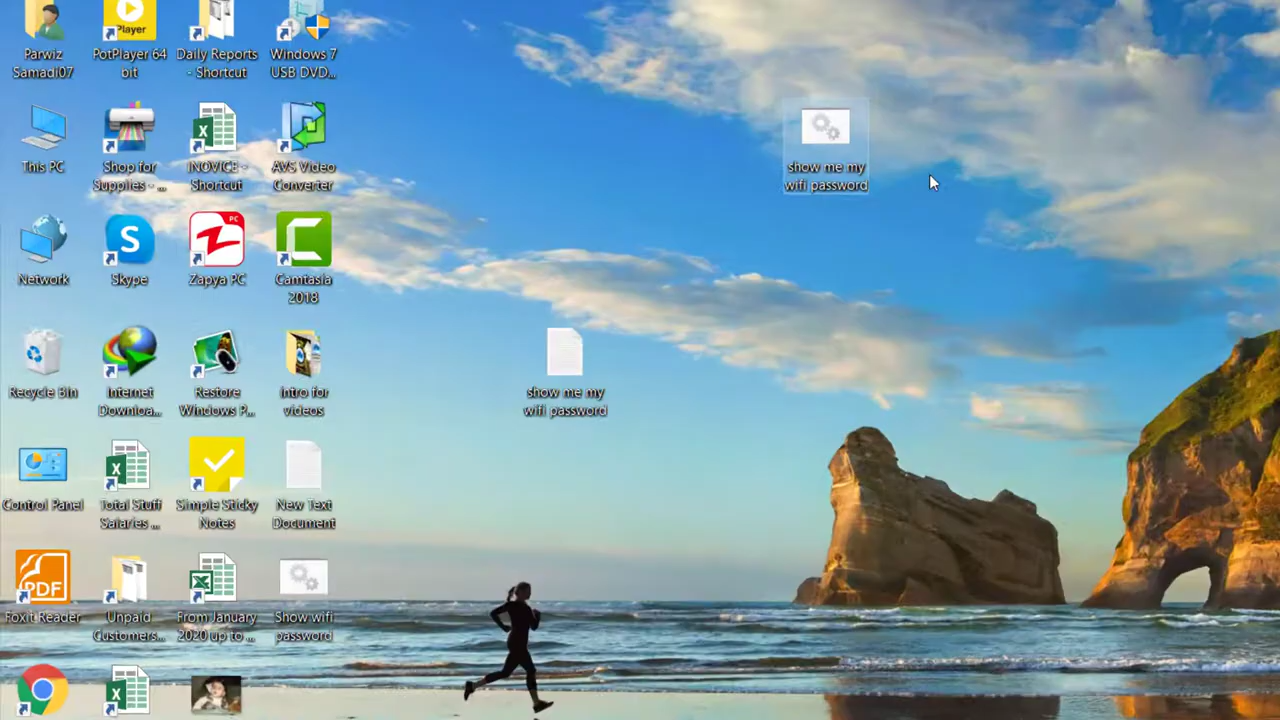 Parwiz
Samadi07
Player
PotPlayer 64
bit
Daily Reports
- Shortcut
Windows 7
USB DVD...
This PC
Shop for
Supplies - ...
INOVICE -
Shortcut
AVS Video
Converter
show me my
wifi password
Network
S
Skype
PC
Zapya PC
Camtasia
2018
Recycle Bin
Internet
Downloa...
Restore
Windows P...
intro for
videos
show me my
wifi password
Control Panel
Total Stuff
Salaries ...
Simple Sticky
Notes
New Text
Document
PDF
Foxit Reader
Unpaid
Customers...
From January
2020 up to ...
Show wifi
password